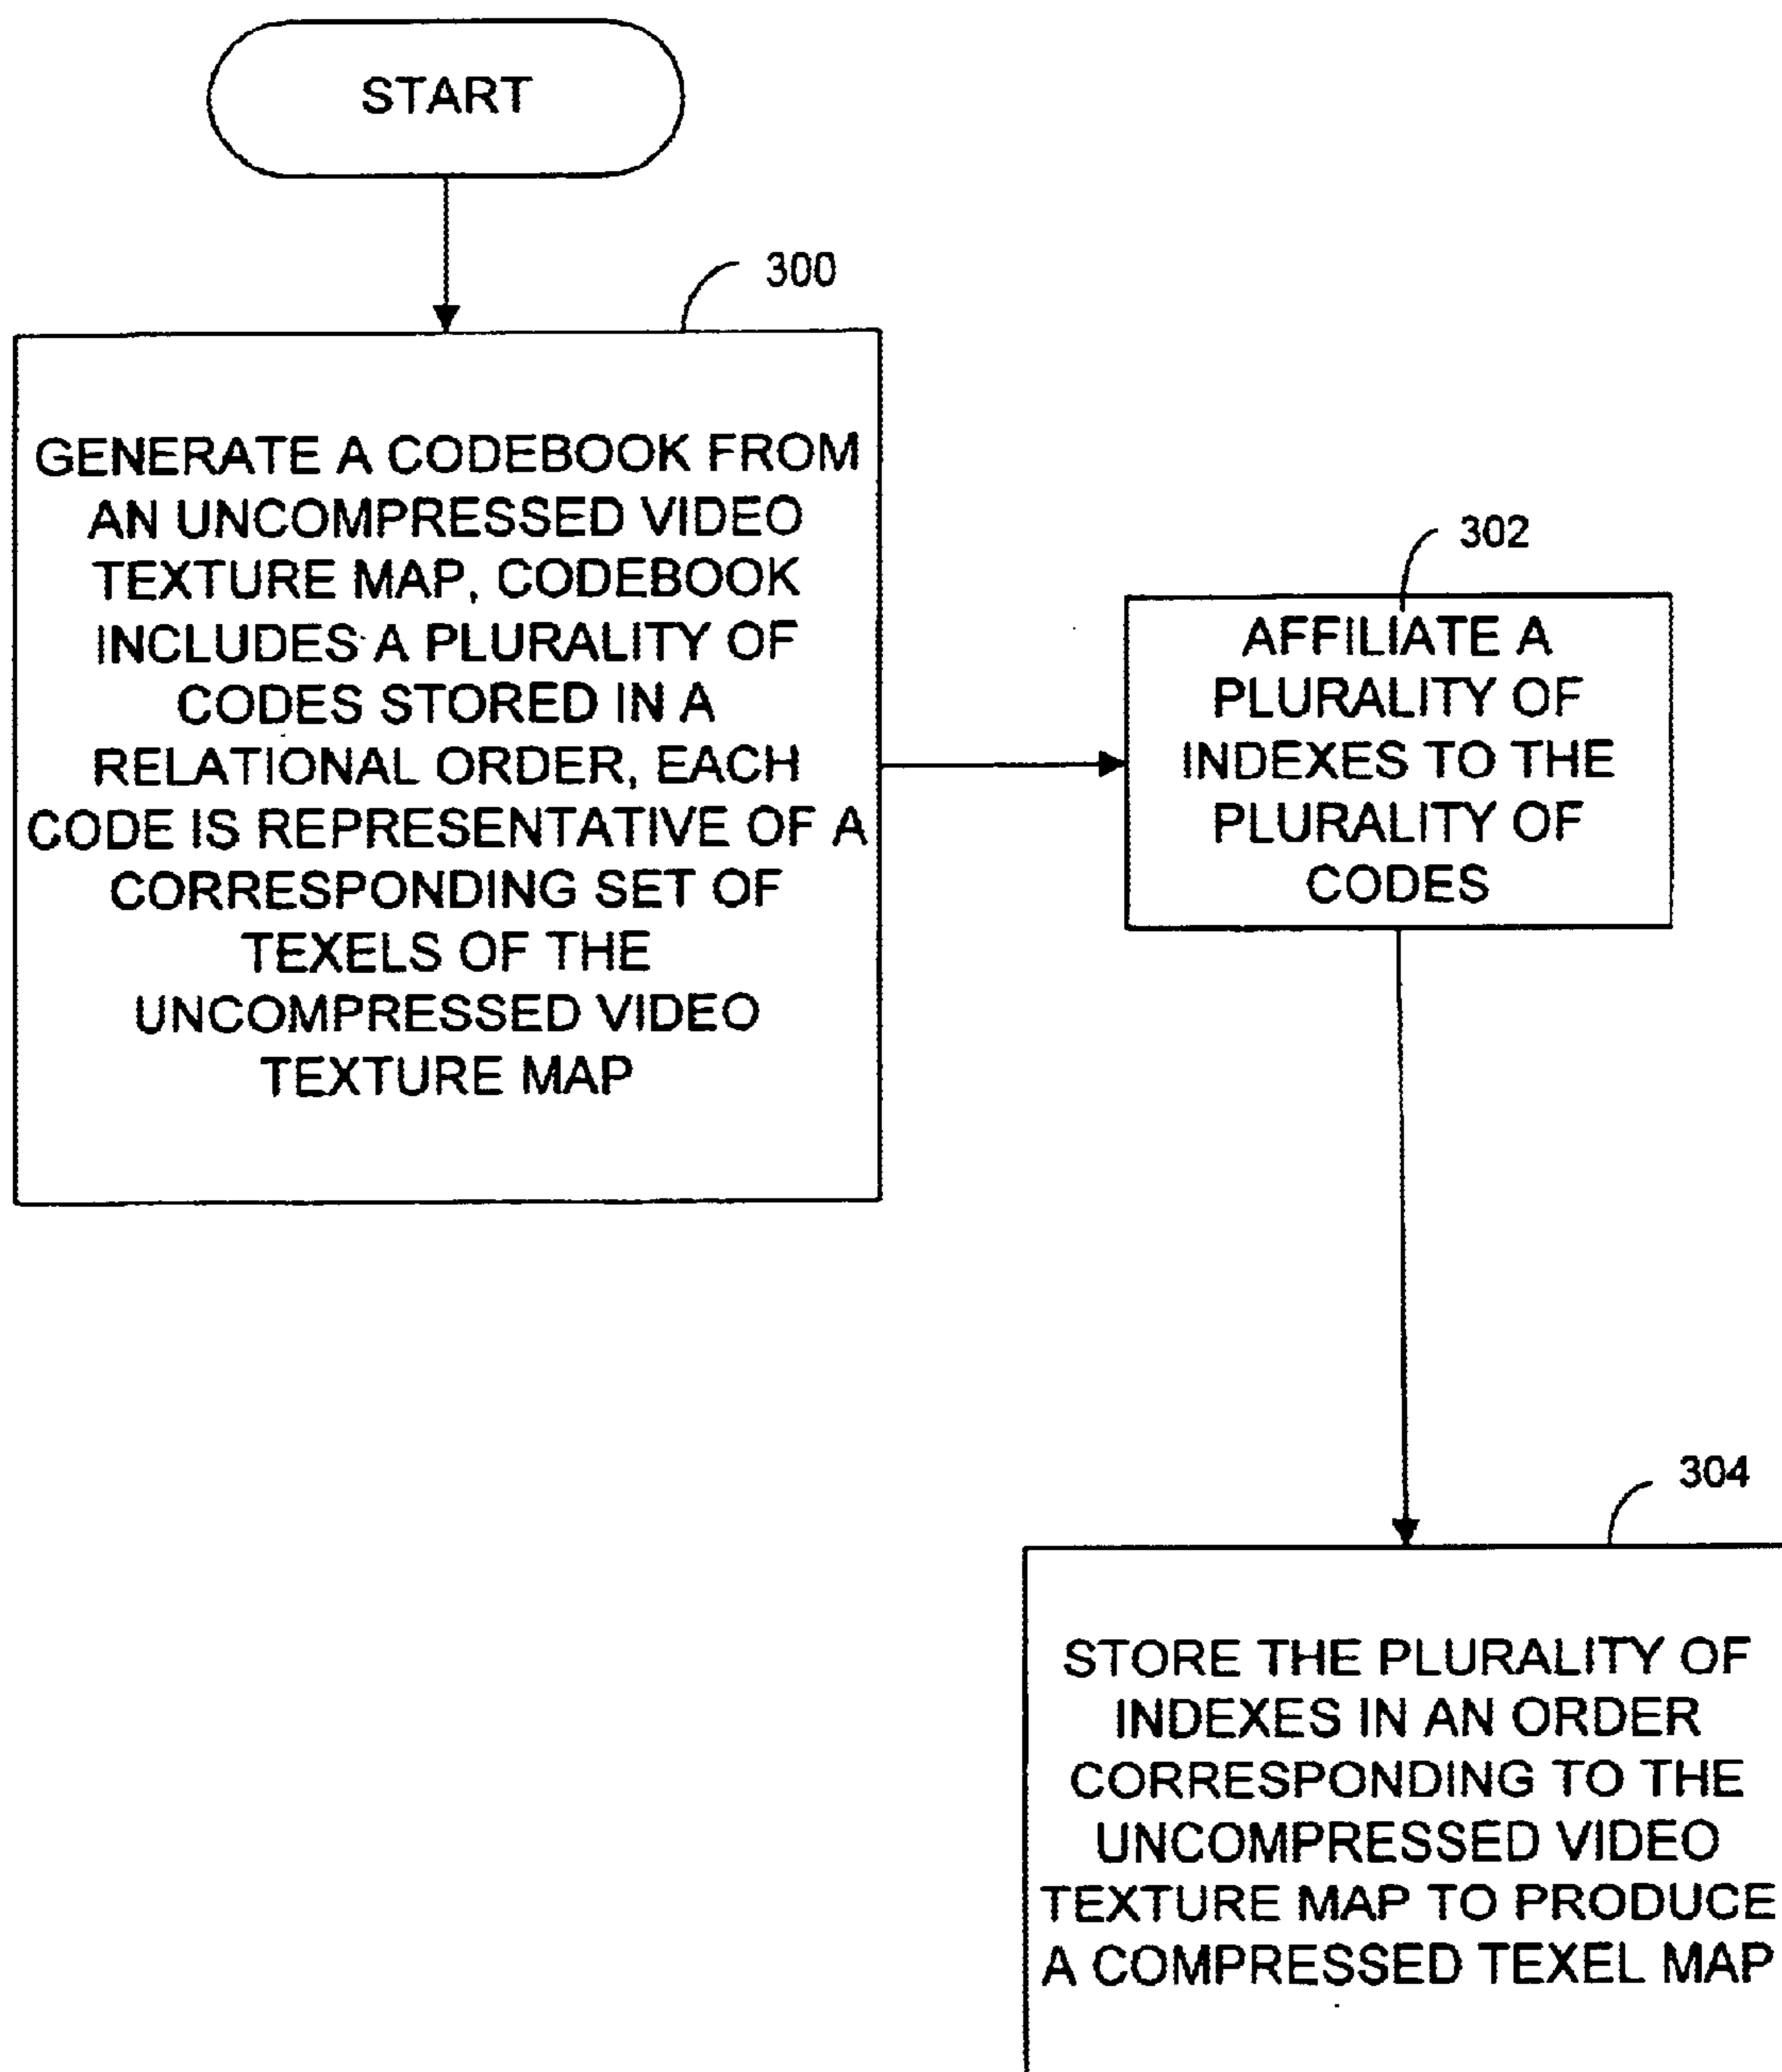 START
300
GENERATE A CODEBOOK FROM
AN UNCOMPRESSED VIDEO
TEXTURE MAP, CODEBOOK
INCLUDES A PLURALITY OF
CODES STORED IN A
RELATIONAL ORDER, EACH
CODE IS REPRESENTATIVE OF A
CORRESPONDING SET OF
TEXELS OF THE
UNCOMPRESSED VIDEO
TEXTURE MAP
302
AFFILIATE A
PLURALITY OF
INDEXES TO THE
PLURALITY OF
CODES
304
STORE THE PLURALITY OF
INDEXES IN AN ORDER
CORRESPONDING TO THE
UNCOMPRESSED VIDEO
TEXTURE MAP TO PRODUCE
A COMPRESSED TEXEL MAP